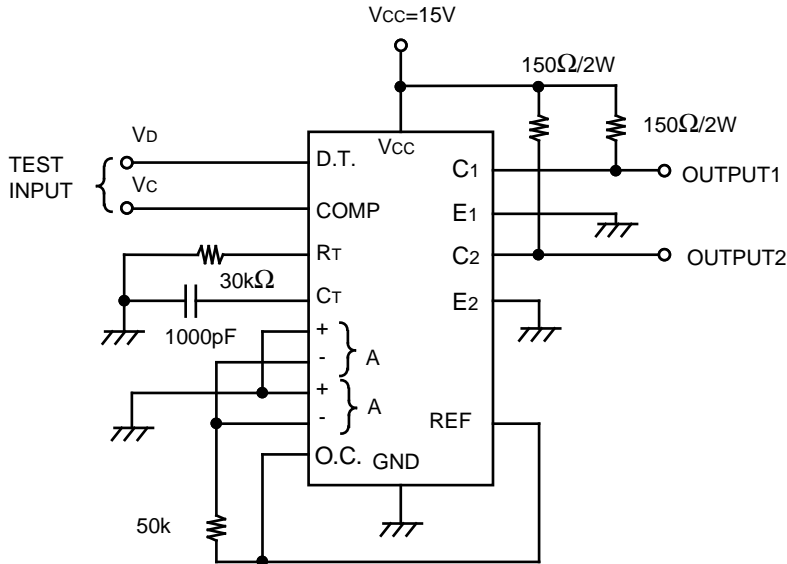 VCC=15V
150Ω/2W
150Ω/2W
VD
TEST
INPUT
VC
D.T.
VCC
C1
OUTPUT1
COMP
E1
RT
30kΩ
C2
OUTPUT2
CT
1000pF
E2
+
-
A
+
-
A
REF
O.C.
GND
50k